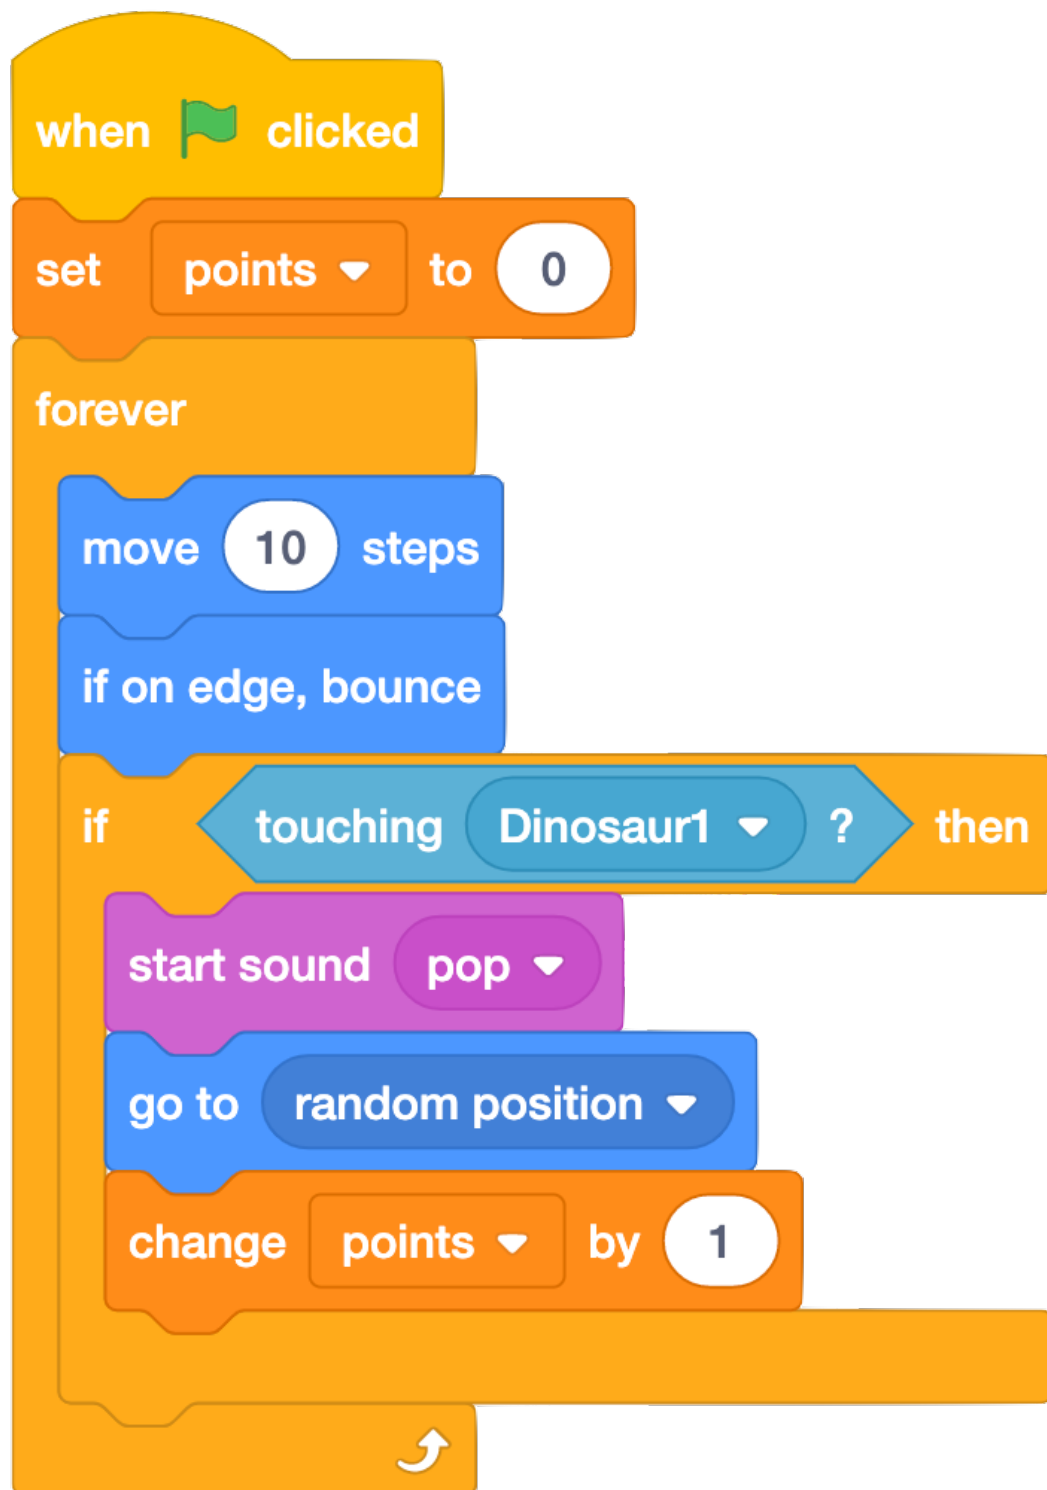 when clicked
set points to 0
forever
move 10 steps
if on edge, bounce
if touching Dinosaur1 ? then
start sound pop
go to random position
change points by 1